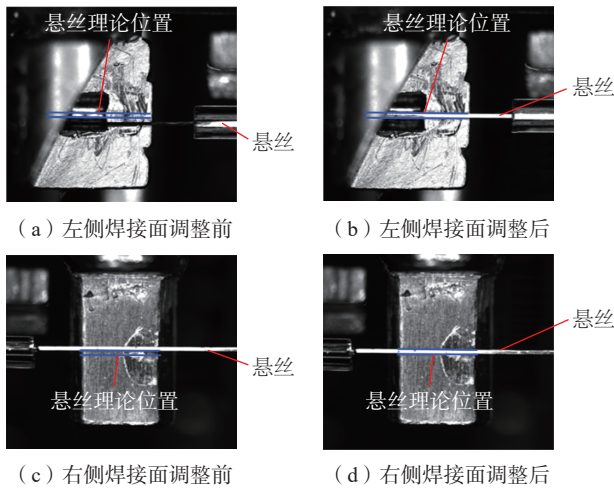 悬丝理论位置
悬丝理论位置
悬丝
悬丝
（a）左侧焊接面调整前
（b）左侧焊接面调整后
悬丝
悬丝
悬丝理论位置
悬丝理论位置
（c）右侧焊接面调整前
（d）右侧焊接面调整后